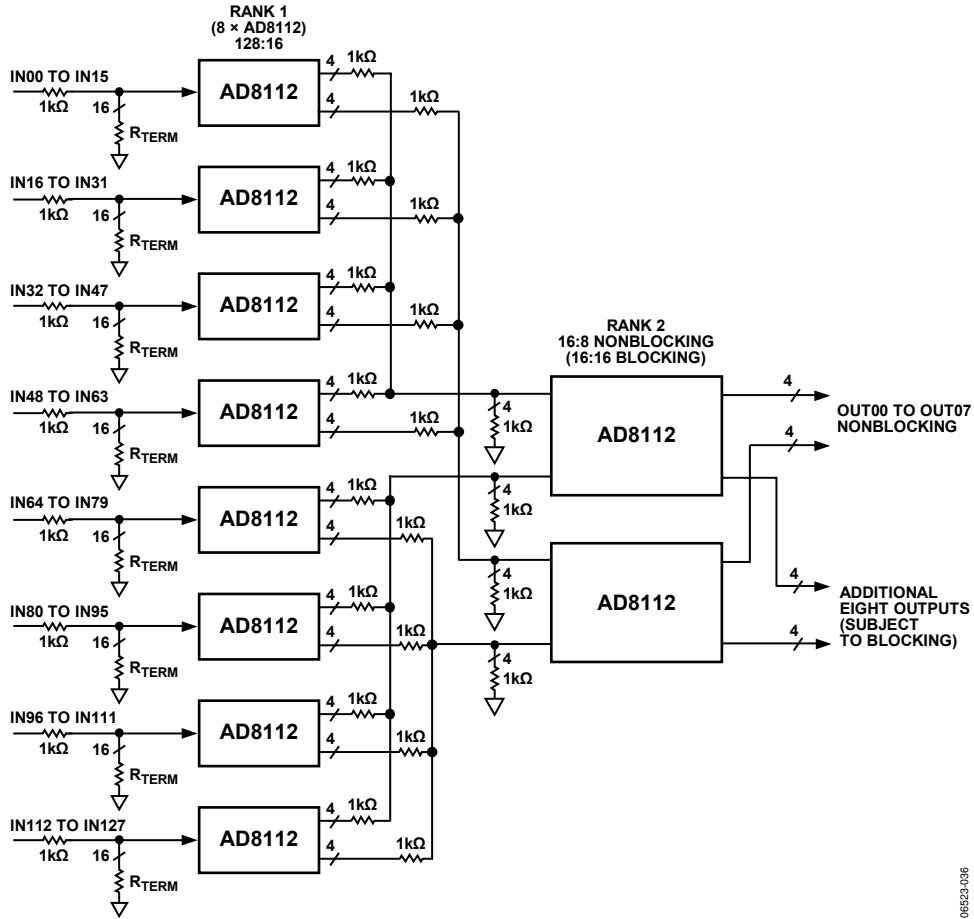 RANK 1
(8 × AD8112)
128:16
4
1kΩ
IN00 TO IN15
1kΩ
16
RTERM
AD8112
4
1kΩ
IN16 TO IN31
1kΩ
16
RTERM
AD8112
4
1kΩ
4
1kΩ
IN32 TO IN47
1kΩ
16
RTERM
AD8112
4
1kΩ
4
1kΩ
IN48 TO IN63
1kΩ
16
RTERM
AD8112
4
1kΩ
4
1kΩ
IN64 TO IN79
1kΩ
16
RTERM
AD8112
4
1kΩ
4
1kΩ
IN80 TO IN95
1kΩ
16
RTERM
AD8112
4
1kΩ
4
1kΩ
IN96 TO IN111
1kΩ
16
RTERM
AD8112
4
1kΩ
4
1kΩ
IN112 TO IN127
1kΩ
16
RTERM
AD8112
4
1kΩ
4
1kΩ
RANK 2
16:8 NONBLOCKING
(16:16 BLOCKING)
4
1kΩ
4
1kΩ
4
1kΩ
4
1kΩ
AD8112
AD8112
4
4
OUT00 TO OUT07
NONBLOCKING
4
4
ADDITIONAL
EIGHT OUTPUTS
(SUBJECT
TO BLOCKING)
06523-036